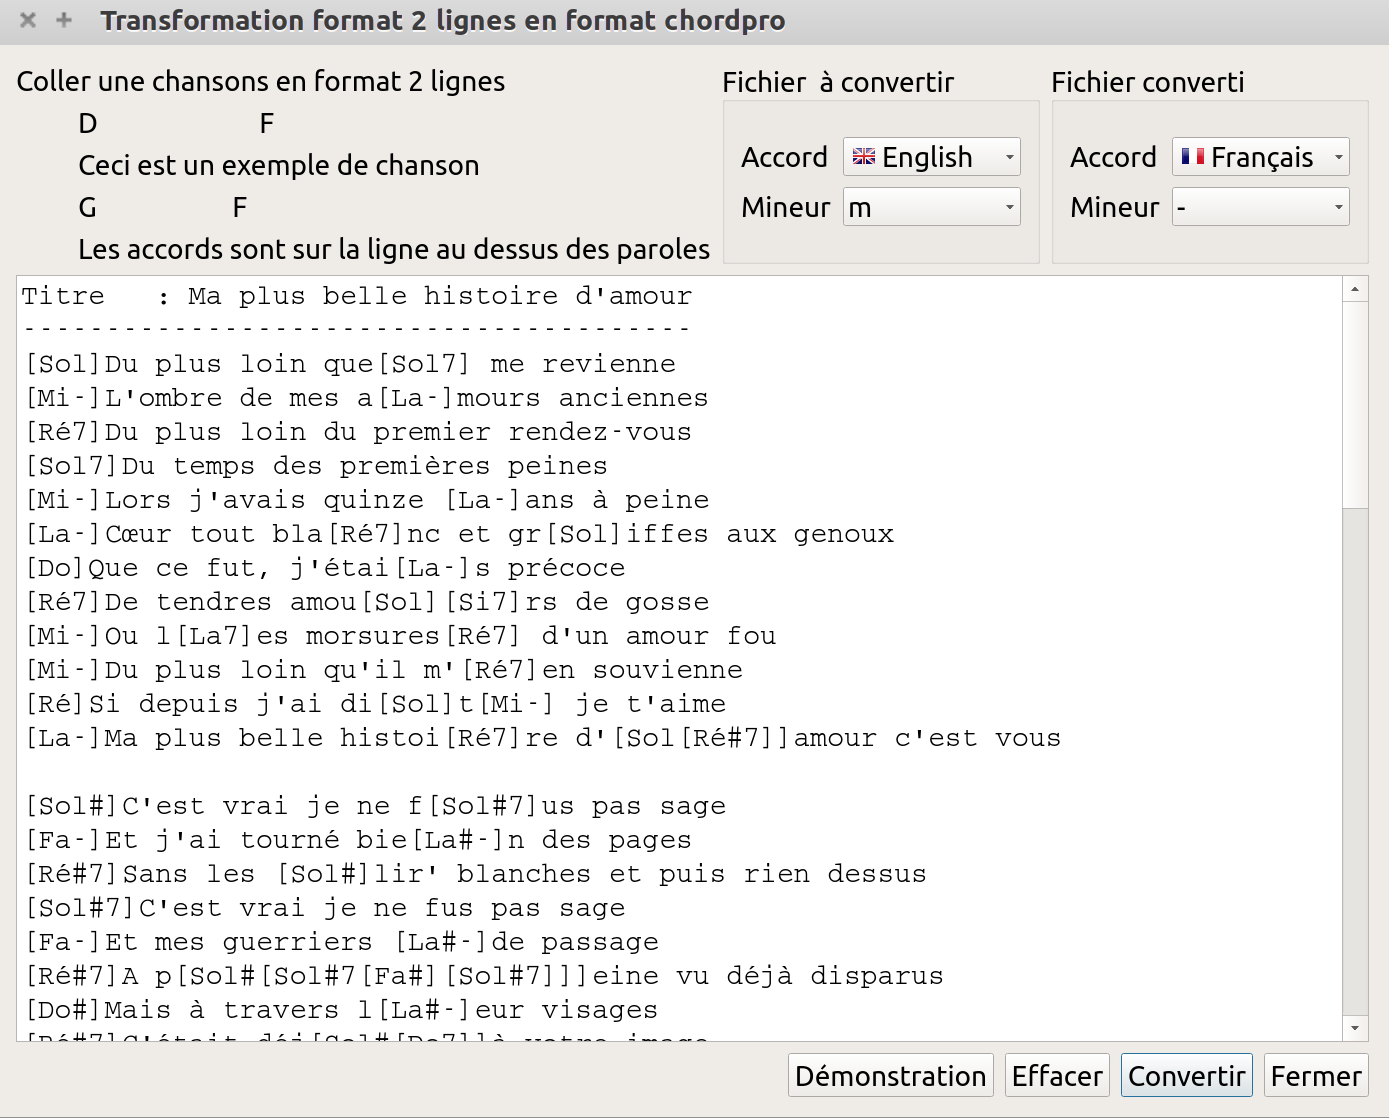 Transformation format 2 lignes en format chordpro
Coller une chansons en format 2 lignes
D F
Ceci est un exemple de chanson
G F
Les accords sont sur la ligne au dessus des paroles
Fichier à convertir
Accord English
Mineur m
Fichier converti
Accord Français
Mineur -
Titre : Ma plus belle histoire d'amour
----------------------------------------
[Sol]Du plus loin que[Sol7] me revienne
[Mi-]L'ombre de mes a[La-]mours anciennes
[Ré7]Du plus loin du premier rendez-vous
[Sol7]Du temps des premières peines
[Mi-]Lors j'avais quinze [La-]ans à peine
[La-]Cœur tout bla[Ré7]nc et gr[Sol]iffes aux genoux
[Do]Que ce fut, j'étai[La-]s précoce
[Ré7]De tendres amou[Sol][Si7]rs de gosse
[Mi-]Ou l[La7]es morsures[Ré7] d'un amour fou
[Mi-]Du plus loin qu'il m'[Ré7]en souvienne
[Ré]Si depuis j'ai di[Sol]t[Mi-] je t'aime
[La-]Ma plus belle histoi[Ré7]re d'[Sol[Ré#7]]amour c'est vous
[Sol#]C'est vrai je ne f[Sol#7]us pas sage
[Fa-]Et j'ai tourné bie[La#-]n des pages
[Ré#7]Sans les [Sol#]lir' blanches et puis rien dessus
[Sol#7]C'est vrai je ne fus pas sage
[Fa-]Et mes guerriers [La#-]de passage
[Ré#7]A p[Sol#[Sol#7[Fa#][Sol#7]]]eine vu déjà disparus
[Do#]Mais à travers l[La#-]eur visages
[Ré#7]C'était déj[Sol#[Do7]]à votre image
Démonstration
Effacer
Convertir
Fermer